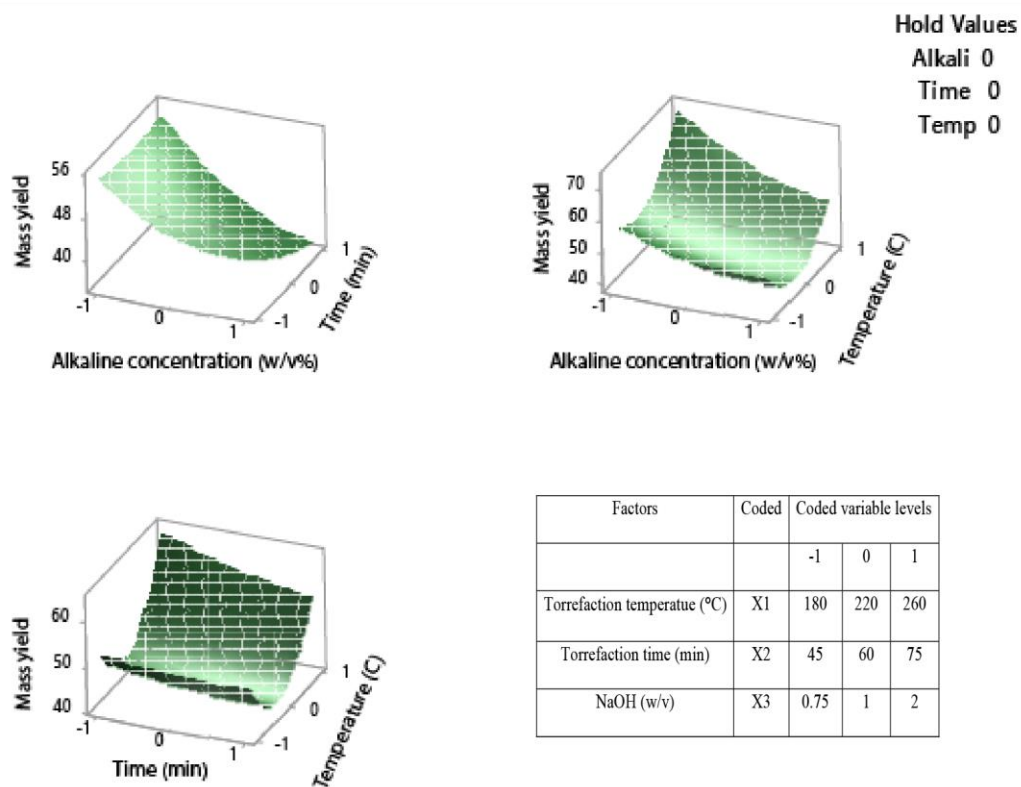 Hold Values
Alkali 0
Time 0
Temp 0
56
48
40
Mass yield
-1
0
1
Alkaline concentration (w/v%)
-1
0
1
Time (min)
70
60
50
40
Mass yield
-1
0
1
Alkaline concentration (w/v%)
-1
0
1
Temperature (C)
60
50
40
Mass yield
-1
0
1
Time (min)
-1
0
1
Temperature (C)
Factors Coded Coded variable levels
-1 0 1
Torrefaction temperatue (ºC) X1 180 220 260
Torrefaction time (min) X2 45 60 75
NaOH (w/v) X3 0.75 1 2